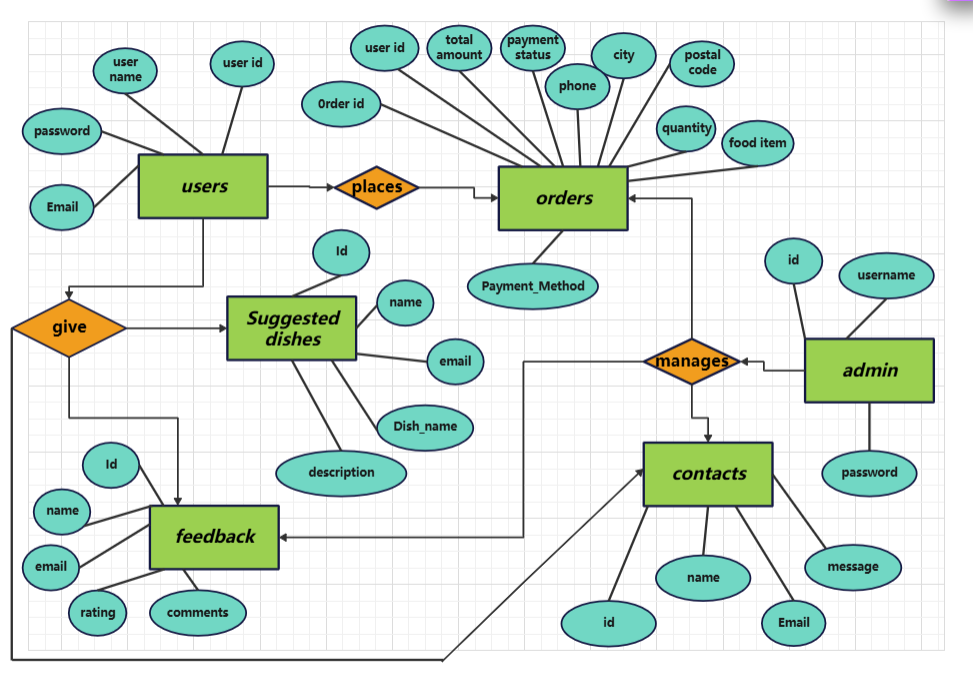 user id
total
amount
payment
status
city
postal
code
user
name
user id
phone
0rder id
quantity
password
food item
users
places
orders
Email
Id
id
username
Payment_Method
name
give
Suggested
dishes
email
manages
admin
Dish_name
Id
description
contacts
password
name
feedback
email
name
message
rating
comments
id
Email